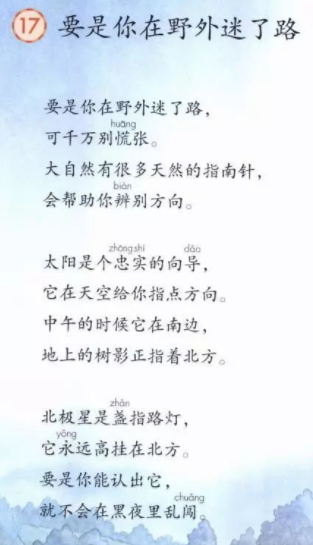 17 要是你在野外迷了路
要是你在野外迷了路，
huāng
可千万别慌张。
大自然有很多天然的指南针，
biàn
会帮助你辨别方向。
zhōng shí dǎo
太阳是个忠实的向导，
它在天空给你指点方向。
中午的时候它在南边，
地上的树影正指着北方。
zhǎn
北极星是盏指路灯，
yǒng
它永远高挂在北方。
要是你能认出它，
chuǎng
就不会在黑夜里乱闯。